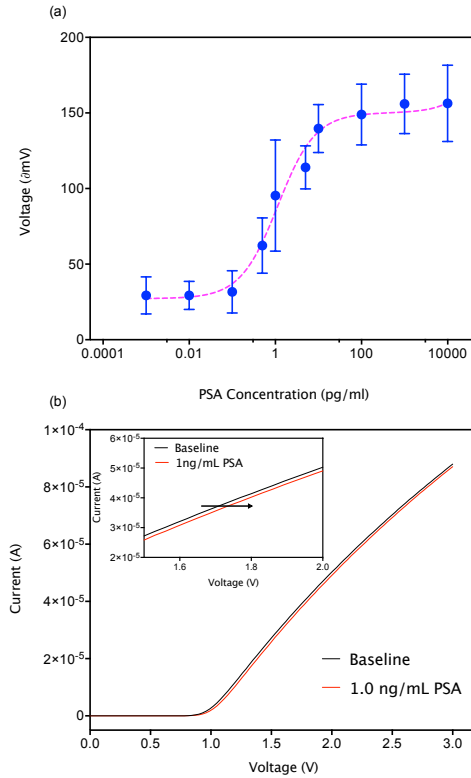 (a)
200
150
100
50
0
Voltage (∂mV)
0.0001 0.01 1 100 10000
PSA Concentration (pg/ml)
(b)
1×10⁻⁴
8×10⁻⁵
6×10⁻⁵
4×10⁻⁵
2×10⁻⁵
0
Current (A)
6×10⁻⁵
5×10⁻⁵
4×10⁻⁵
3×10⁻⁵
2×10⁻⁵
Current (A)
Baseline
1ng/mL PSA
1.6 1.8 2.0
Voltage (V)
Baseline
1.0 ng/mL PSA
0.0 0.5 1.0 1.5 2.0 2.5 3.0
Voltage (V)